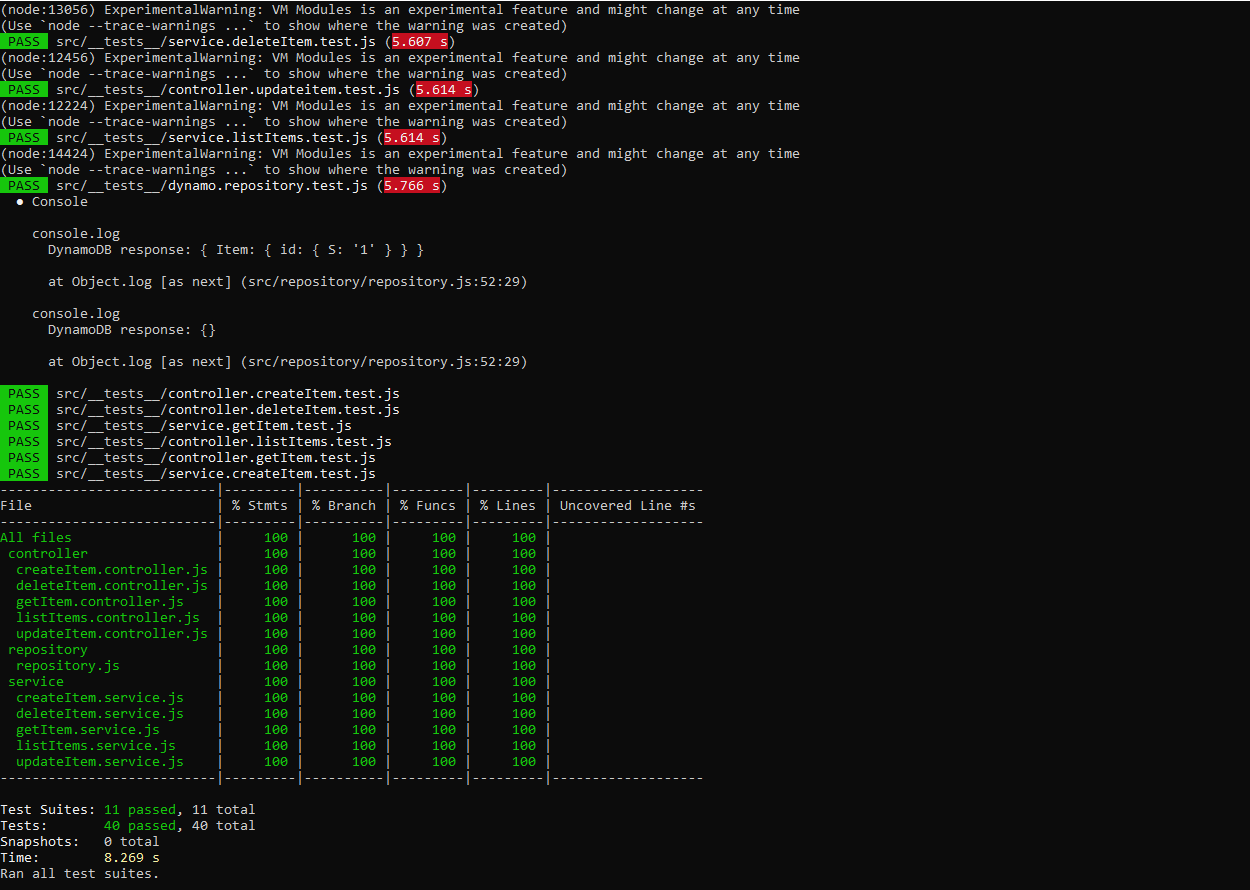 (node:13056) ExperimentalWarning: VM Modules is an experimental feature and might change at any time
(Use `node --trace-warnings ...` to show where the warning was created)
PASS src/__tests__/service.deleteItem.test.js (5.607 s)
(node:12456) ExperimentalWarning: VM Modules is an experimental feature and might change at any time
(Use `node --trace-warnings ...` to show where the warning was created)
PASS src/__tests__/controller.updateitem.test.js (5.614 s)
(node:12224) ExperimentalWarning: VM Modules is an experimental feature and might change at any time
(Use `node --trace-warnings ...` to show where the warning was created)
PASS src/__tests__/service.listItems.test.js (5.614 s)
(node:14424) ExperimentalWarning: VM Modules is an experimental feature and might change at any time
(Use `node --trace-warnings ...` to show where the warning was created)
PASS src/__tests__/dynamo.repository.test.js (5.766 s)
  ● Console

    console.log
      DynamoDB response: { Item: { id: { S: '1' } } }

      at Object.log [as next] (src/repository/repository.js:52:29)

    console.log
      DynamoDB response: {}

      at Object.log [as next] (src/repository/repository.js:52:29)

PASS src/__tests__/controller.createItem.test.js
PASS src/__tests__/controller.deleteItem.test.js
PASS src/__tests__/service.getItem.test.js
PASS src/__tests__/controller.listItems.test.js
PASS src/__tests__/controller.getItem.test.js
PASS src/__tests__/service.createItem.test.js
---------------------------|---------|----------|---------|---------|-------------------
File                       | % Stmts | % Branch | % Funcs | % Lines | Uncovered Line #s
---------------------------|---------|----------|---------|---------|-------------------
All files                  |     100 |      100 |     100 |     100 |
 controller                |     100 |      100 |     100 |     100 |
  createItem.controller.js |     100 |      100 |     100 |     100 |
  deleteItem.controller.js |     100 |      100 |     100 |     100 |
  getItem.controller.js    |     100 |      100 |     100 |     100 |
  listItems.controller.js  |     100 |      100 |     100 |     100 |
  updateItem.controller.js |     100 |      100 |     100 |     100 |
 repository                |     100 |      100 |     100 |     100 |
  repository.js            |     100 |      100 |     100 |     100 |
 service                   |     100 |      100 |     100 |     100 |
  createItem.service.js    |     100 |      100 |     100 |     100 |
  deleteItem.service.js    |     100 |      100 |     100 |     100 |
  getItem.service.js       |     100 |      100 |     100 |     100 |
  listItems.service.js     |     100 |      100 |     100 |     100 |
  updateItem.service.js    |     100 |      100 |     100 |     100 |
---------------------------|---------|----------|---------|---------|-------------------

Test Suites: 11 passed, 11 total
Tests:       40 passed, 40 total
Snapshots:   0 total
Time:        8.269 s
Ran all test suites.